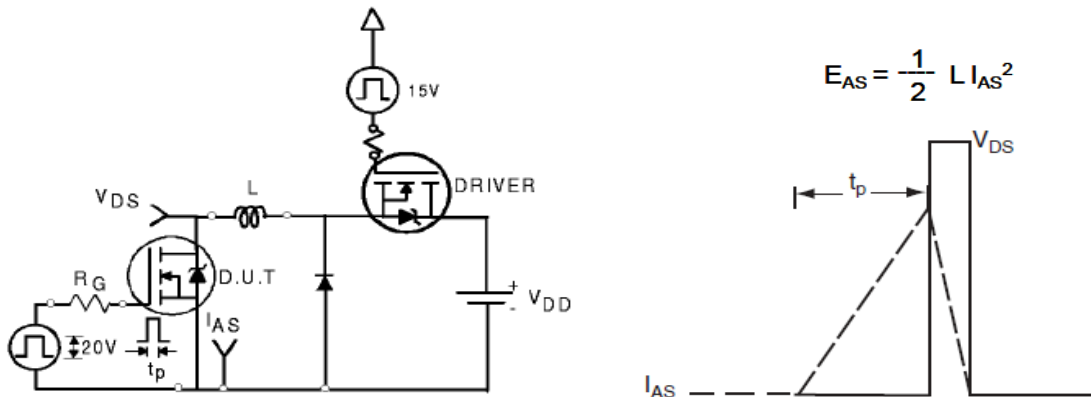 15V
DRIVER
L
VDS
RG
D.U.T
IAS
20V
tp
+
-
VDD
EAS = 1/2 L IAS²
VDS
tp
IAS